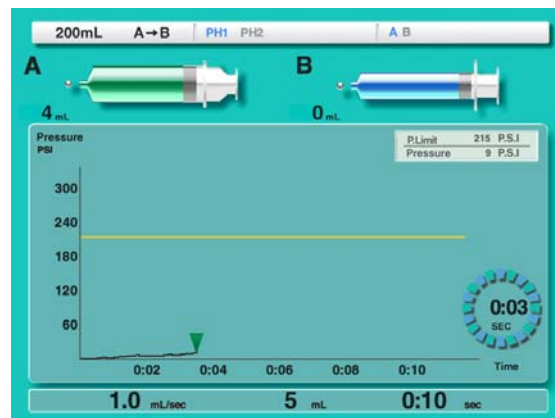 200mL A→B PH1 PH2 A B
A B
4 mL 0 mL
Pressure
PSI
P.Limit 215 P.S.I
Pressure 9 P.S.I
300
240
180
120
60
0:03
SEC
0:02 0:04 0:06 0:08 0:10 Time
1.0 mL/sec 5 mL 0:10 sec